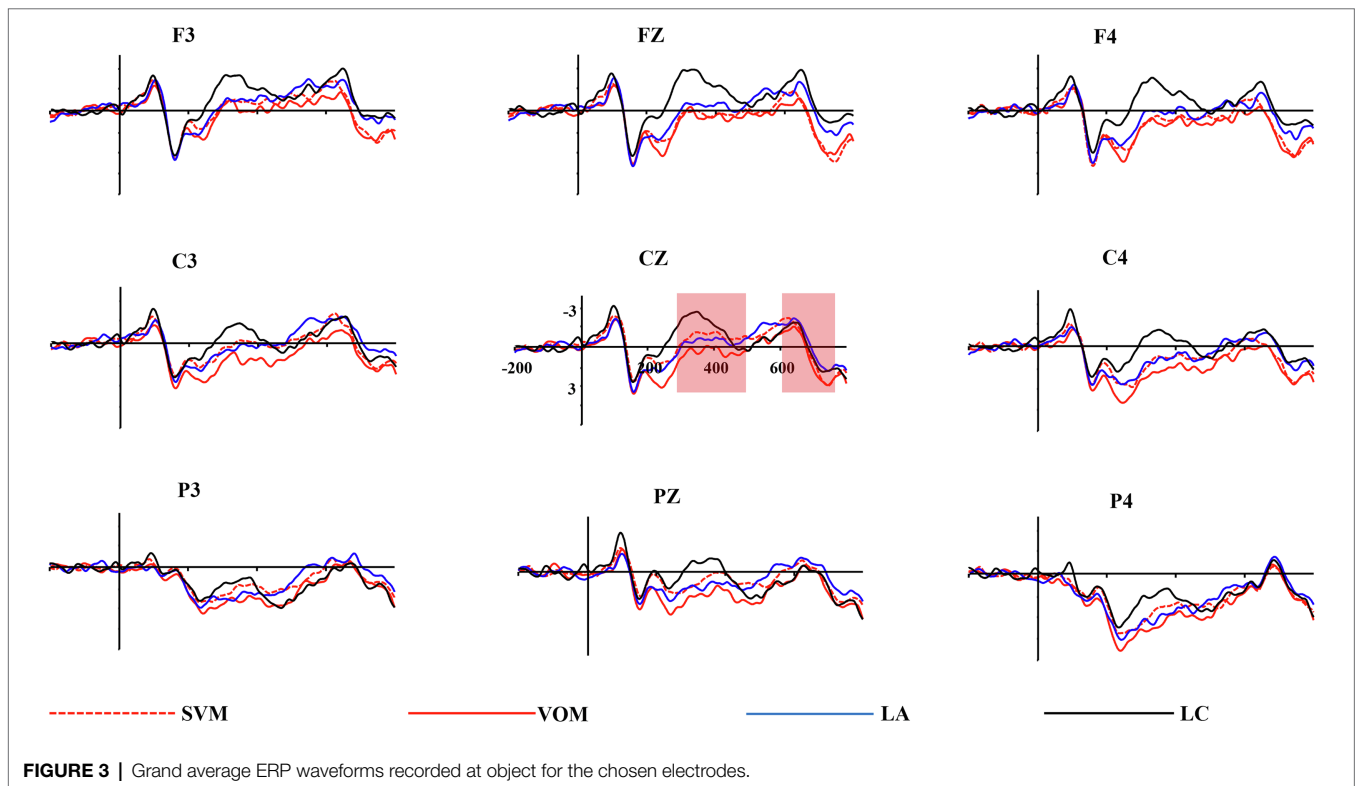 F3 FZ F4
C3 CZ C4
-3
-200 200 400 600
3
P3 PZ P4
SVM VOM LA LC
FIGURE 3 | Grand average ERP waveforms recorded at object for the chosen electrodes.